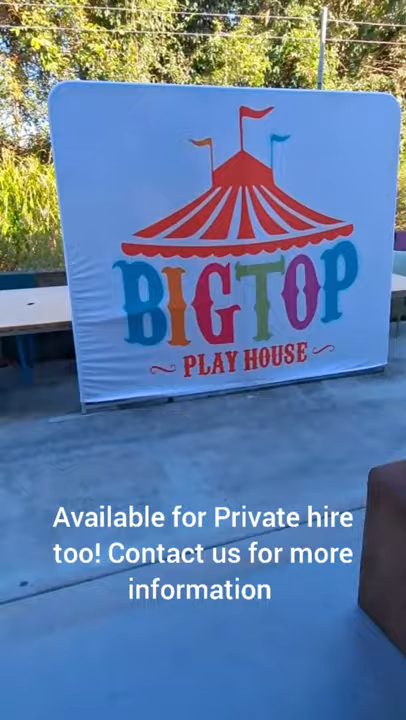 BIGTOP
PLAY HOUSE
Available for Private hire
too! Contact us for more
information